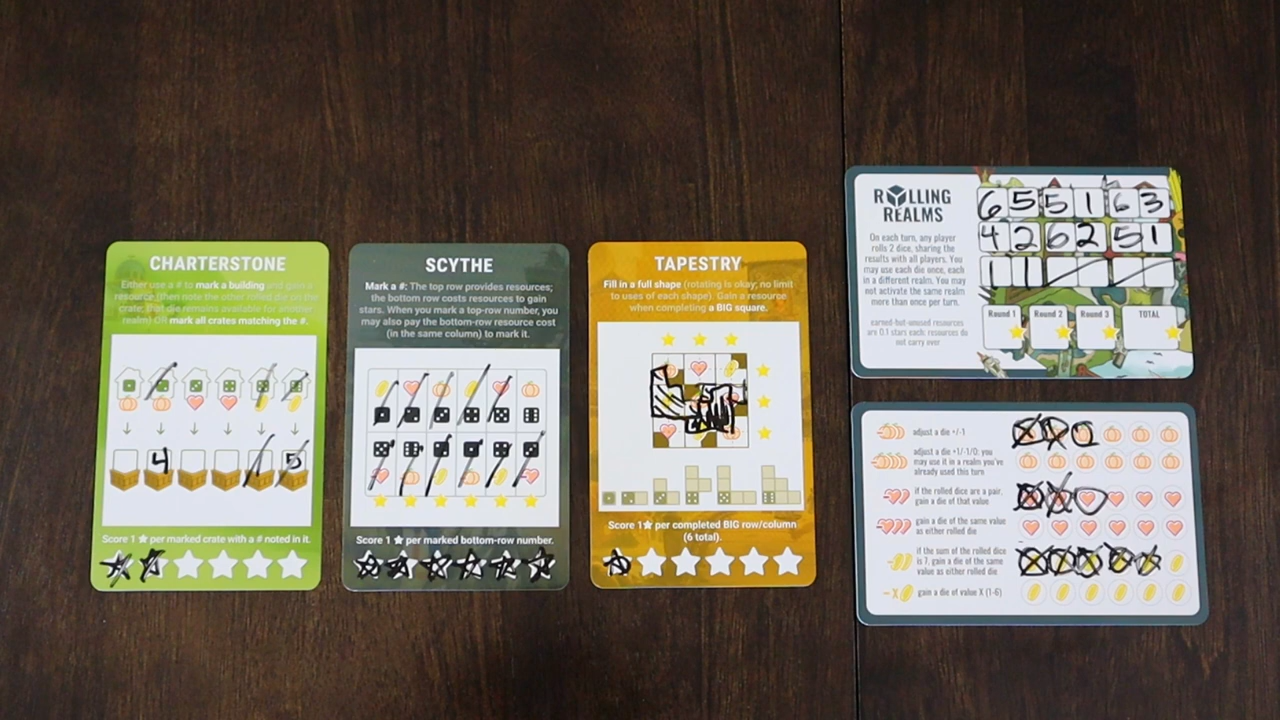 CHARTERSTONE
Either use a # to mark a building and gain a
resource (then note the other rolled die on the
crate; that die remains available for another
realm) OR mark all crates matching the #.
4
5
Score 1★ per marked crate with a # noted in it.
SCYTHE
Mark a #: The top row provides resources;
the bottom row costs resources to gain
stars. When you mark a top-row number, you
may also pay the bottom-row resource cost
(in the same column) to mark it.
Score 1 ★ per marked bottom-row number.
TAPESTRY
Fill in a full shape (rotating is okay; no limit
to uses of each shape). Gain a resource
when completing a BIG square.
Score 1★ per completed BIG row/column
(6 total).
ROLLING
REALMS
On each turn, any player
rolls 2 dice, sharing the
results with all players. You
may use each die once, each
in a different realm. You may
not activate the same realm
more than once per turn.
earned-but-unused resources
are 0.1 stars each; resources do
not carry over
6 5 5 1 6 3
4 2 6 2 5 1
1 1
Round 1 Round 2 Round 3 TOTAL
adjust a die +/-1
adjust a die +1/-1/0; you
may use it in a realm you've
already used this turn
if the rolled dice are a pair,
gain a die of that value
gain a die of the same value
as either rolled die
if the sum of the rolled dice
is 7, gain a die of the same
value as either rolled die
-X gain a die of value X (1-6)